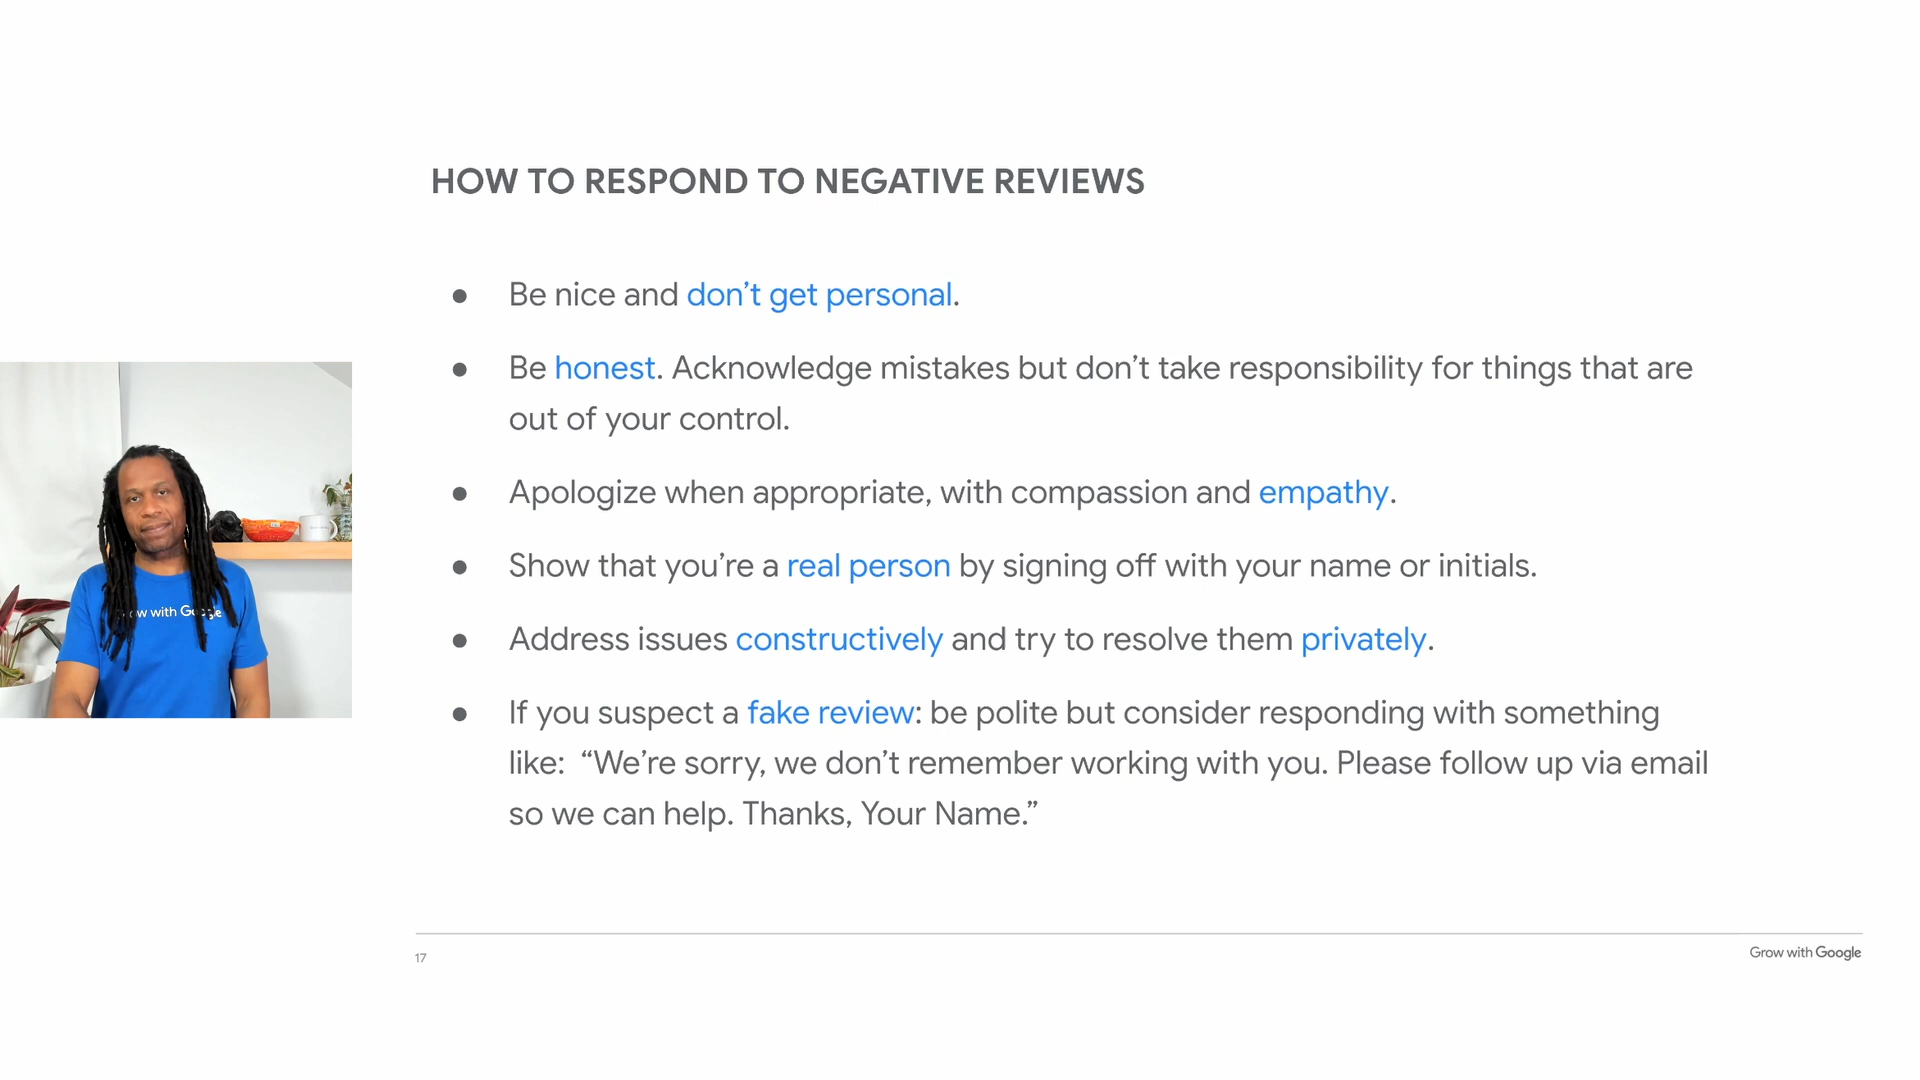 HOW TO RESPOND TO NEGATIVE REVIEWS
● Be nice and don’t get personal.
● Be honest. Acknowledge mistakes but don’t take responsibility for things that are
out of your control.
● Apologize when appropriate, with compassion and empathy.
● Show that you’re a real person by signing off with your name or initials.
● Address issues constructively and try to resolve them privately.
● If you suspect a fake review: be polite but consider responding with something
like:  “We’re sorry, we don’t remember working with you. Please follow up via email
so we can help. Thanks, Your Name.”
Grow with Google
17
Grow with Google